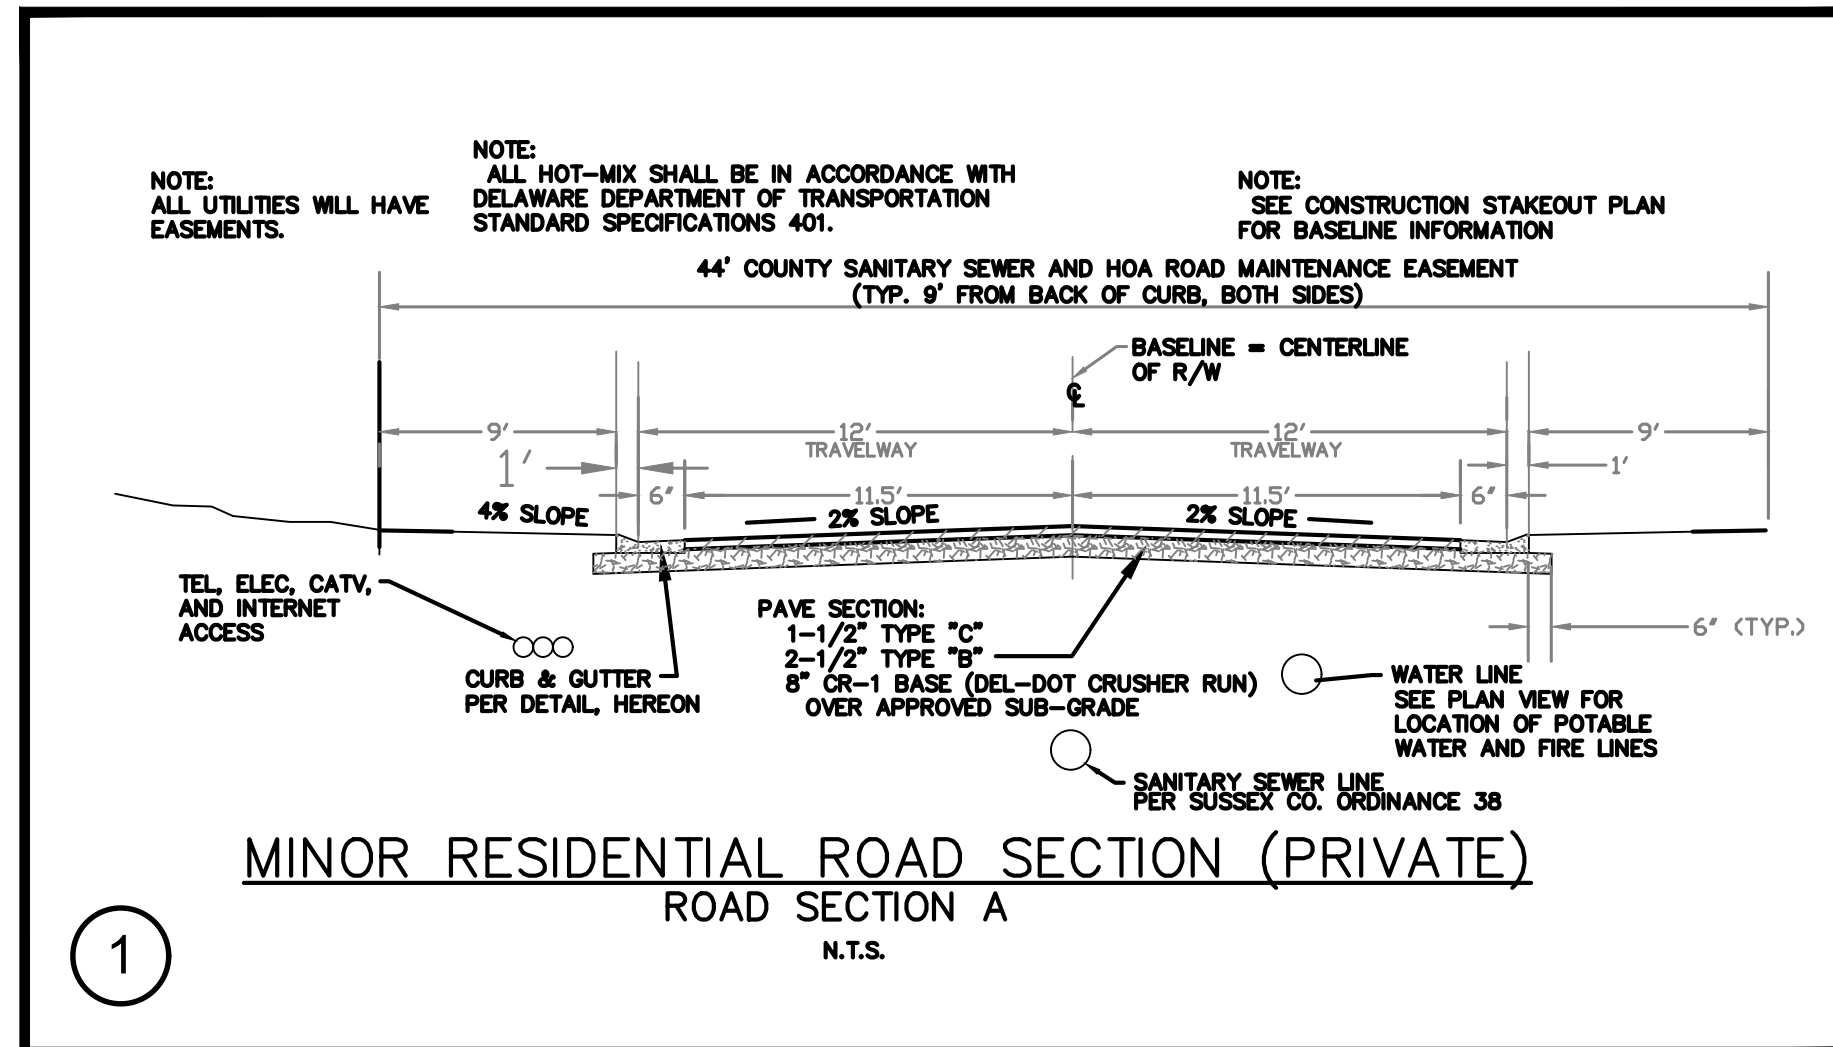 NOTE:
ALL UTILITIES WILL HAVE
EASEMENTS.
NOTE:
ALL HOT-MIX SHALL BE IN ACCORDANCE WITH
DELAWARE DEPARTMENT OF TRANSPORTATION
STANDARD SPECIFICATIONS 401.
NOTE:
SEE CONSTRUCTION STAKEOUT PLAN
FOR BASELINE INFORMATION
44' COUNTY SANITARY SEWER AND HOA ROAD MAINTENANCE EASEMENT
(TYP. 9' FROM BACK OF CURB, BOTH SIDES)
BASELINE = CENTERLINE
OF R/W
℄
9' 12' 12' 9'
TRAVELWAY TRAVELWAY
1' 1'
6" 11.5' 11.5' 6"
4% SLOPE 2% SLOPE 2% SLOPE
TEL, ELEC, CATV,
AND INTERNET
ACCESS
CURB & GUTTER
PER DETAIL, HEREON
PAVE SECTION:
1-1/2" TYPE "C"
2-1/2" TYPE "B"
8" CR-1 BASE (DEL-DOT CRUSHER RUN)
OVER APPROVED SUB-GRADE
6" (TYP.)
WATER LINE
SEE PLAN VIEW FOR
LOCATION OF POTABLE
WATER AND FIRE LINES
SANITARY SEWER LINE
PER SUSSEX CO. ORDINANCE 38
MINOR RESIDENTIAL ROAD SECTION (PRIVATE)
ROAD SECTION A
N.T.S.
1